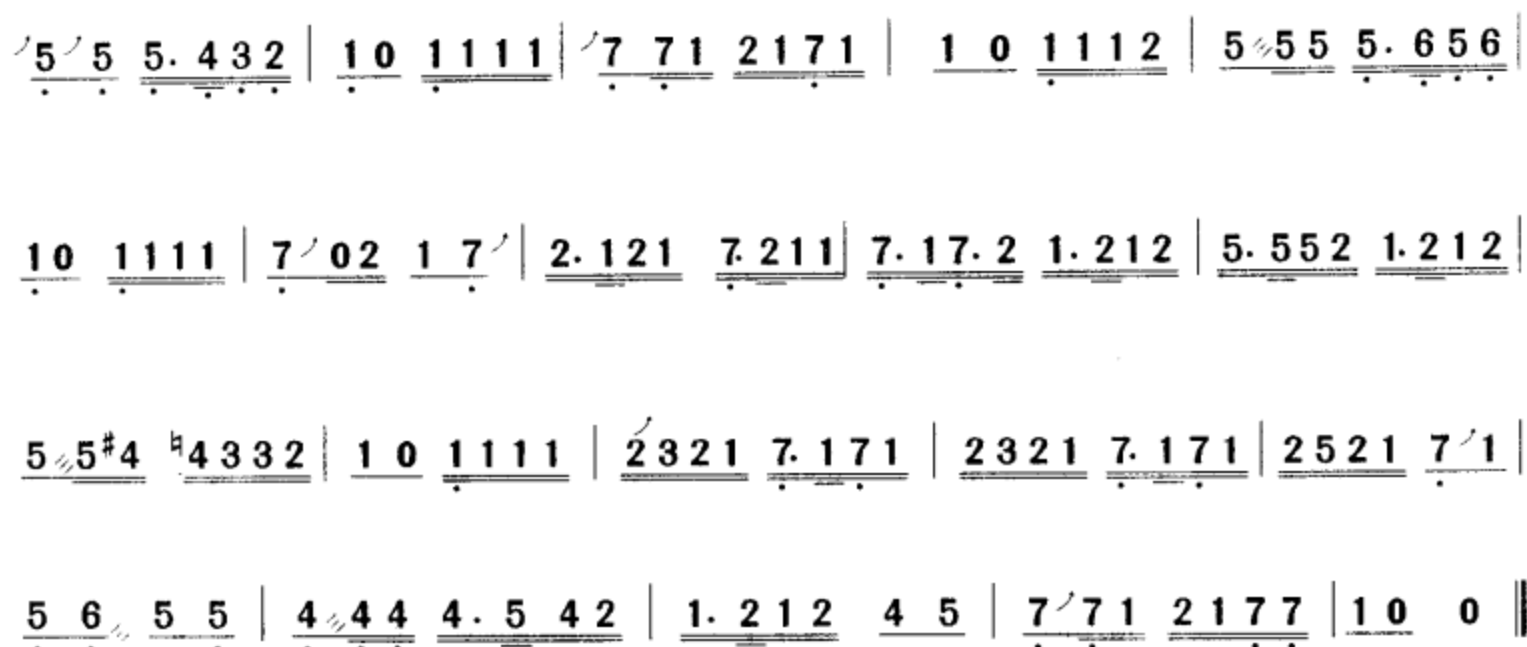 5 5 5. 4 3 2 | 1 0 1 1 1 1 | 7 7 1 2 1 7 1 | 1 0 1 1 1 2 | 5 5 5 5. 6 5 6 |
1 0 1 1 1 1 | 7 0 2 1 7 | 2. 1 2 1 7. 2 1 1 | 7. 1 7. 2 1. 2 1 2 | 5. 5 5 2 1. 2 1 2 |
5 5 #4 ♮4 3 3 2 | 1 0 1 1 1 1 | 2 3 2 1 7. 1 7 1 | 2 3 2 1 7. 1 7 1 | 2 5 2 1 7 1 |
5 6 5 5 | 4 4 4 4. 5 4 2 | 1. 2 1 2 4 5 | 7 7 1 2 1 7 7 | 1 0 0 ‖